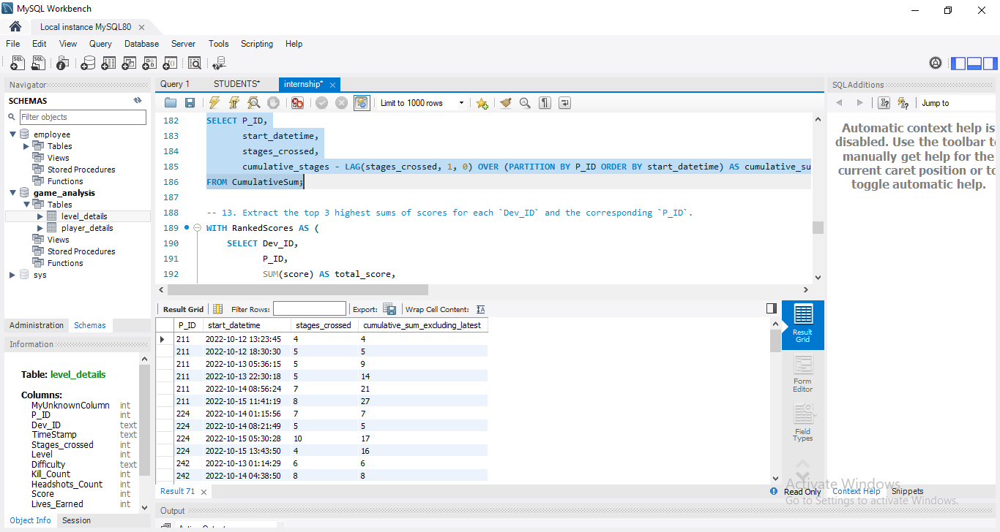 MySQL Workbench
Local instance MySQL80
File Edit View Query Database Server Tools Scripting Help
Navigator
SCHEMAS
Filter objects
employee
Tables
Views
Stored Procedures
Functions
game_analysis
Tables
level_details
player_details
Views
Stored Procedures
Functions
sys
Administration Schemas
Information
Table: level_details
Columns:
MyUnknownColumn int
P_ID int
Dev_ID text
TimeStamp text
Stages_crossed int
Level int
Difficulty text
Kill_Count int
Headshots_Count int
Score int
Lives_Earned int
Object Info Session
Query 1 STUDENTS* internship*
Limit to 1000 rows
182 SELECT P_ID,
183 start_datetime,
184 stages_crossed,
185 cumulative_stages - LAG(stages_crossed, 1, 0) OVER (PARTITION BY P_ID ORDER BY start_datetime) AS cumulative_su
186 FROM CumulativeSum;
187
188 -- 13. Extract the top 3 highest sums of scores for each `Dev_ID` and the corresponding `P_ID`.
189 WITH RankedScores AS (
190 SELECT Dev_ID,
191 P_ID,
192 SUM(score) AS total_score,
Result Grid Filter Rows: Export: Wrap Cell Content:
P_ID start_datetime stages_crossed cumulative_sum_excluding_latest
211 2022-10-12 13:23:45 4 4
211 2022-10-12 18:30:30 5 5
211 2022-10-13 05:36:15 5 9
211 2022-10-13 22:30:18 5 14
211 2022-10-14 08:56:24 7 21
211 2022-10-15 11:41:19 8 27
224 2022-10-14 01:15:56 7 7
224 2022-10-14 08:21:49 5 5
224 2022-10-15 05:30:28 10 17
224 2022-10-15 13:43:50 4 16
242 2022-10-13 01:14:29 6 6
242 2022-10-14 04:38:50 8 8
Result Grid
Form Editor
Field Types
Result 71
Read Only
Output
SQLAdditions
Jump to
Automatic context help is
disabled. Use the toolbar
manually get help for the
current caret position or
toggle automatic help.
Context Help Snippets
Activate Windows
Go to Settings to activate Windows.